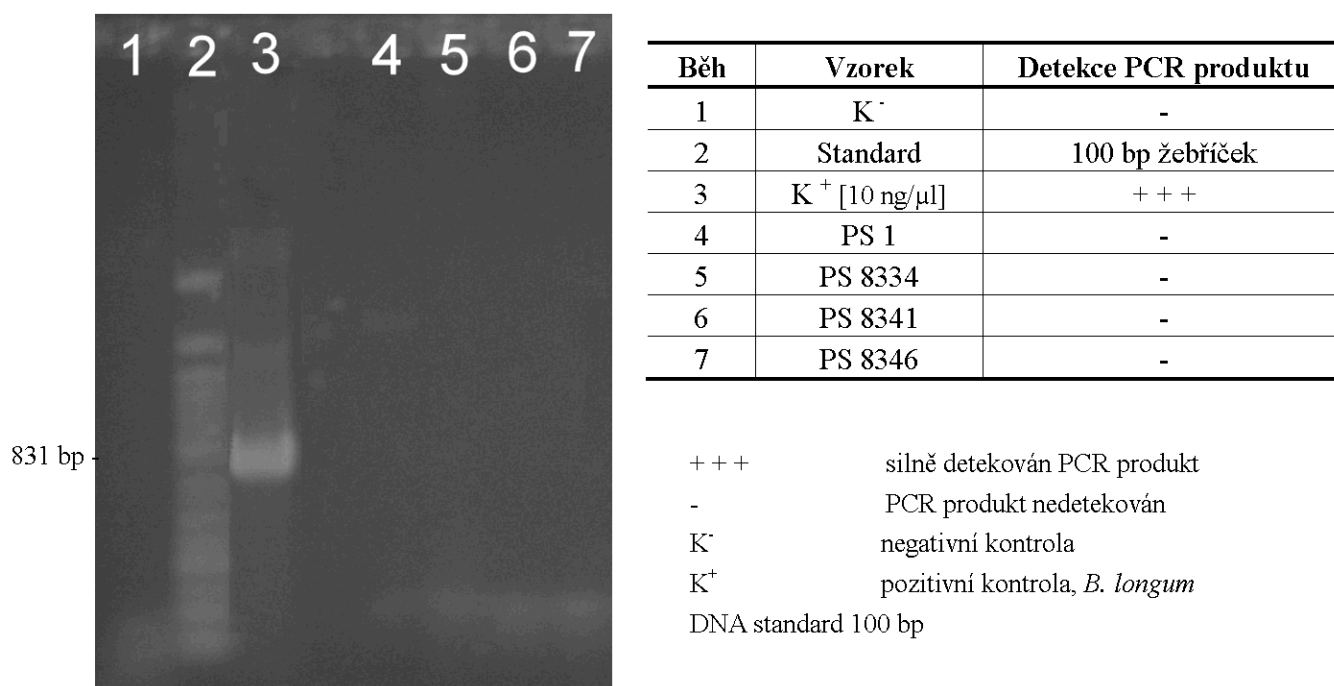 1 2 3 4 5 6 7
831 bp -
Běh Vzorek Detekce PCR produktu
1 K⁻ -
2 Standard 100 bp žebříček
3 K⁺ [10 ng/µl] + + +
4 PS 1 -
5 PS 8334 -
6 PS 8341 -
7 PS 8346 -
+ + + silně detekován PCR produkt
- PCR produkt nedetekován
K⁻ negativní kontrola
K⁺ pozitivní kontrola, B. longum
DNA standard 100 bp